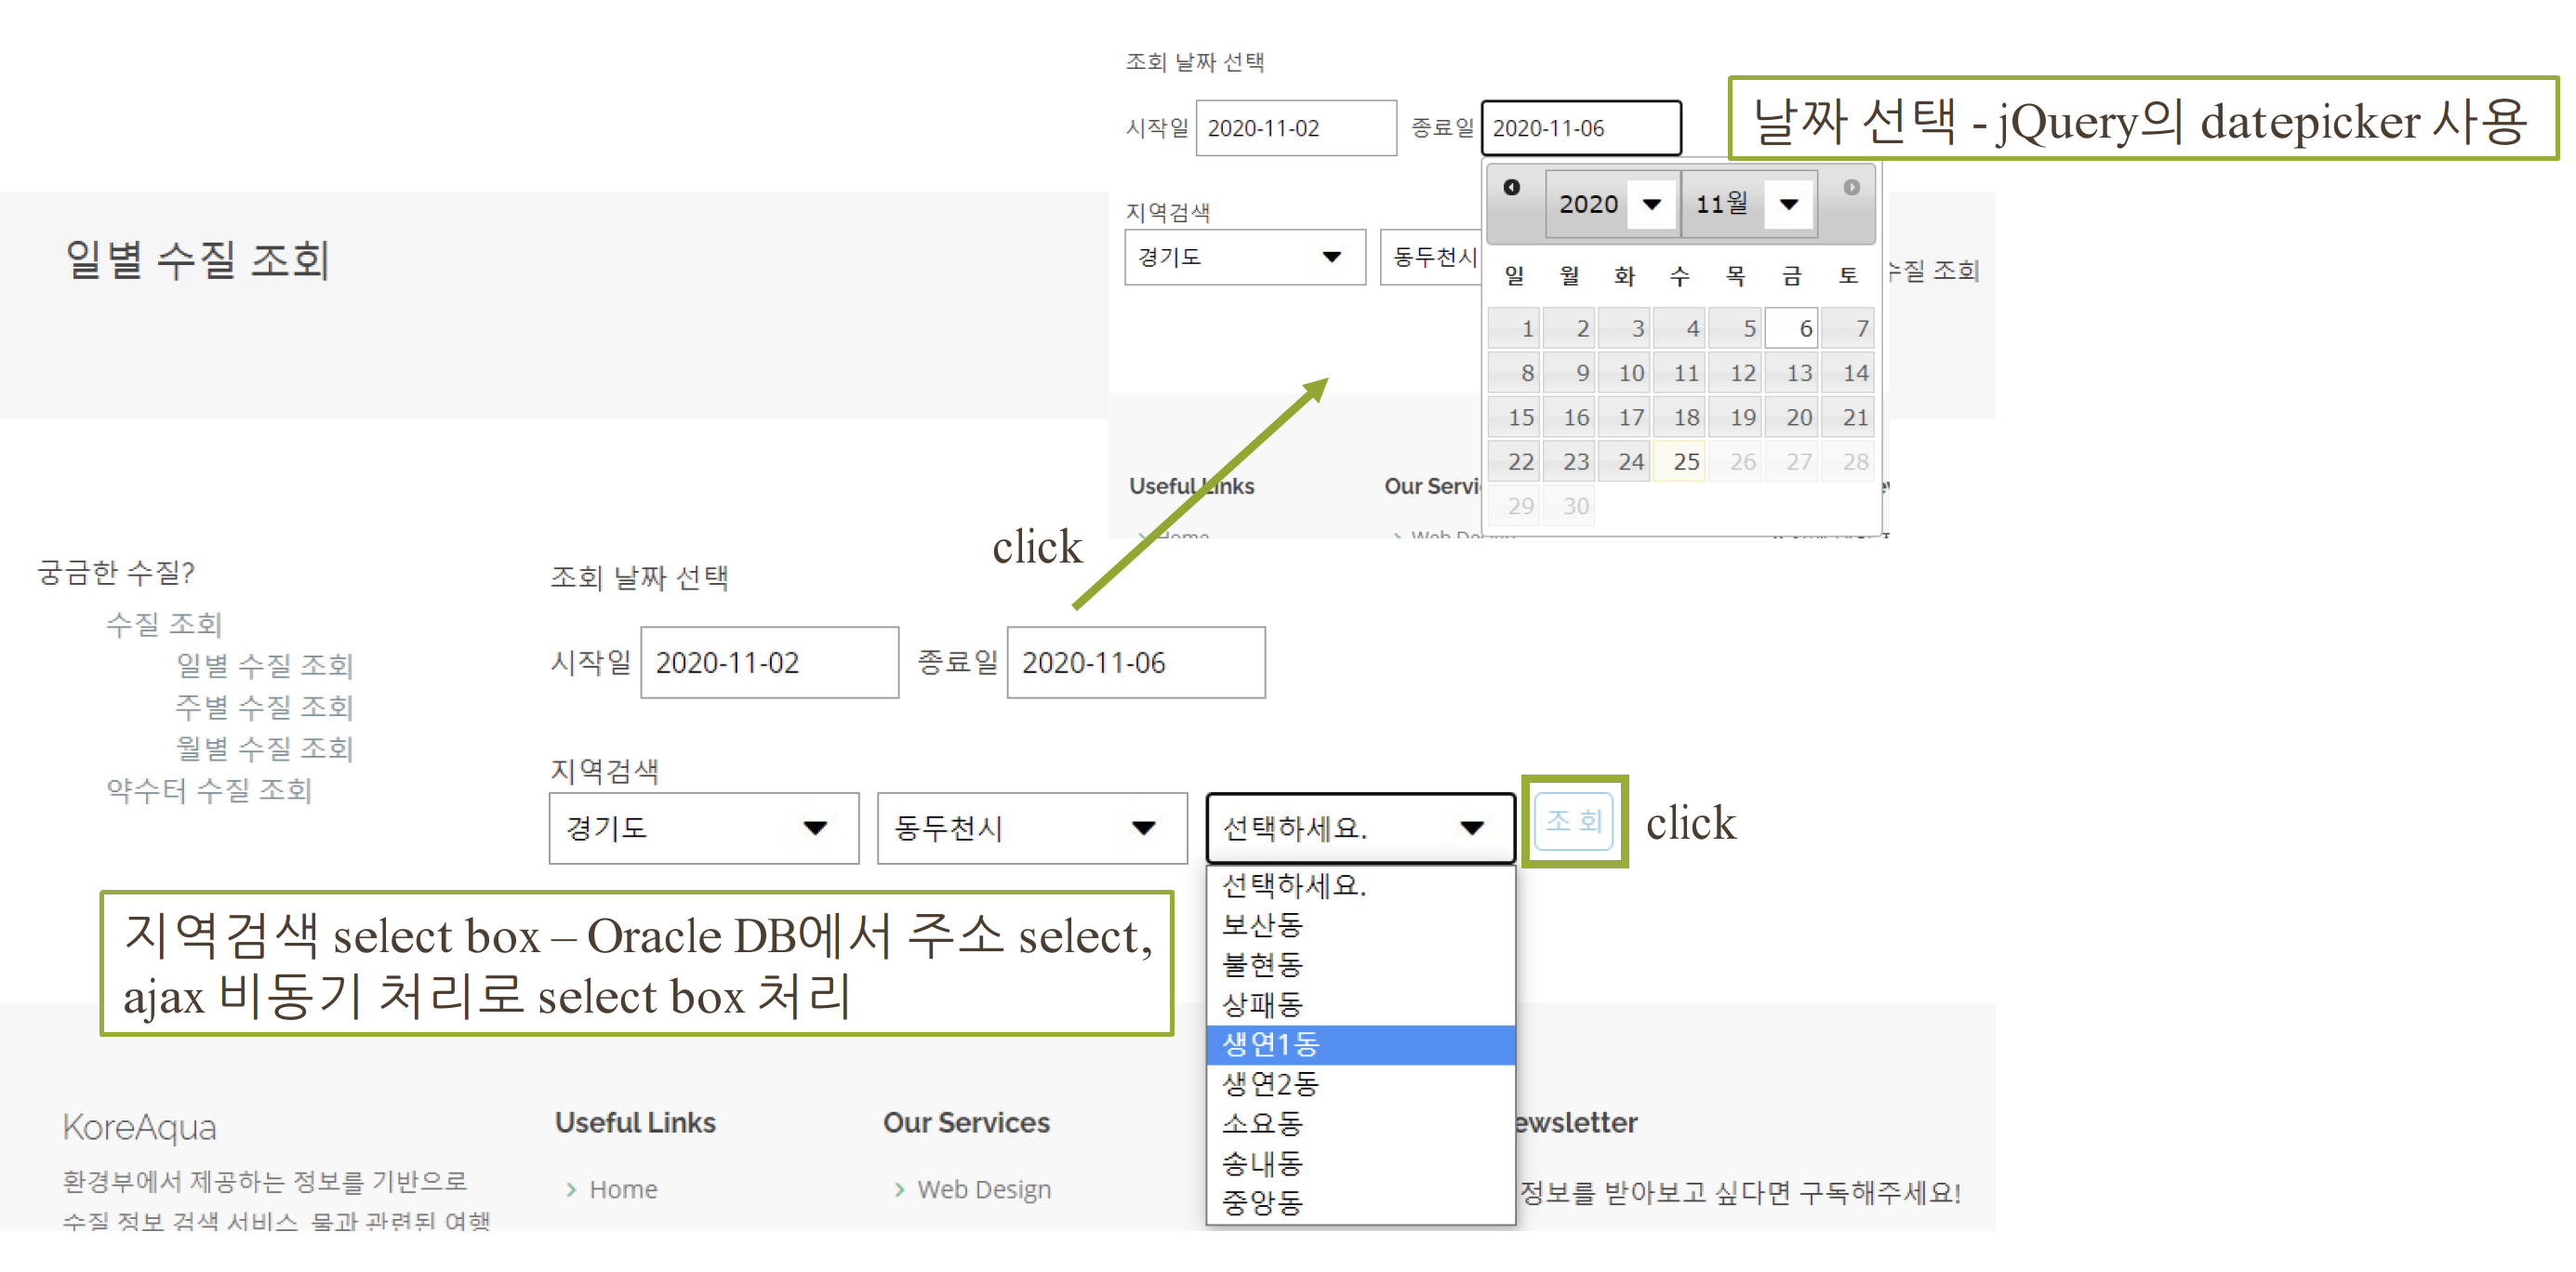 조회 날짜 선택
시작일 2020-11-02 종료일 2020-11-06
날짜 선택 - jQuery의 datepicker 사용
2020 11월
지역검색
경기도 동두천시
일 월 화 수 목 금 토
1 2 3 4 5 6 7
8 9 10 11 12 13 14
15 16 17 18 19 20 21
22 23 24 25 26 27 28
29 30
수질 조회
Useful Links Our Servi
Home Web
일별 수질 조회
click
궁금한 수질?
수질 조회
일별 수질 조회
주별 수질 조회
월별 수질 조회
약수터 수질 조회
조회 날짜 선택
시작일 2020-11-02 종료일 2020-11-06
지역검색
경기도 동두천시 선택하세요. 조 회 click
선택하세요.
보산동
불현동
상패동
생연1동
생연2동
소요동
송내동
중앙동
지역검색 select box – Oracle DB에서 주소 select,
ajax 비동기 처리로 select box 처리
KoreAqua
환경부에서 제공하는 정보를 기반으로
수질 정보 검색 서비스 물과 관련된 여행
Useful Links
Home
Our Services
Web Design
ewsletter
정보를 받아보고 싶다면 구독해주세요!